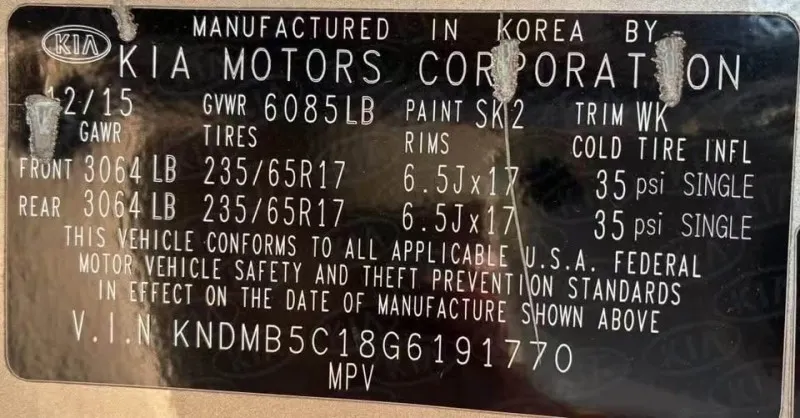 KIA
MANUFACTURED IN KOREA BY
KIA MOTORS CORPORATION
12/15 GVWR 6085LB PAINT SK2 TRIM WK
GAWR TIRES RIMS COLD TIRE INFL
FRONT 3064 LB 235/65R17 6.5Jx17 35 psi SINGLE
REAR 3064 LB 235/65R17 6.5Jx17 35 psi SINGLE
THIS VEHICLE CONFORMS TO ALL APPLICABLE U.S.A. FEDERAL
MOTOR VEHICLE SAFETY AND THEFT PREVENTION STANDARDS
IN EFFECT ON THE DATE OF MANUFACTURE SHOWN ABOVE
V.I.N KNDMB5C18G6191770
MPV